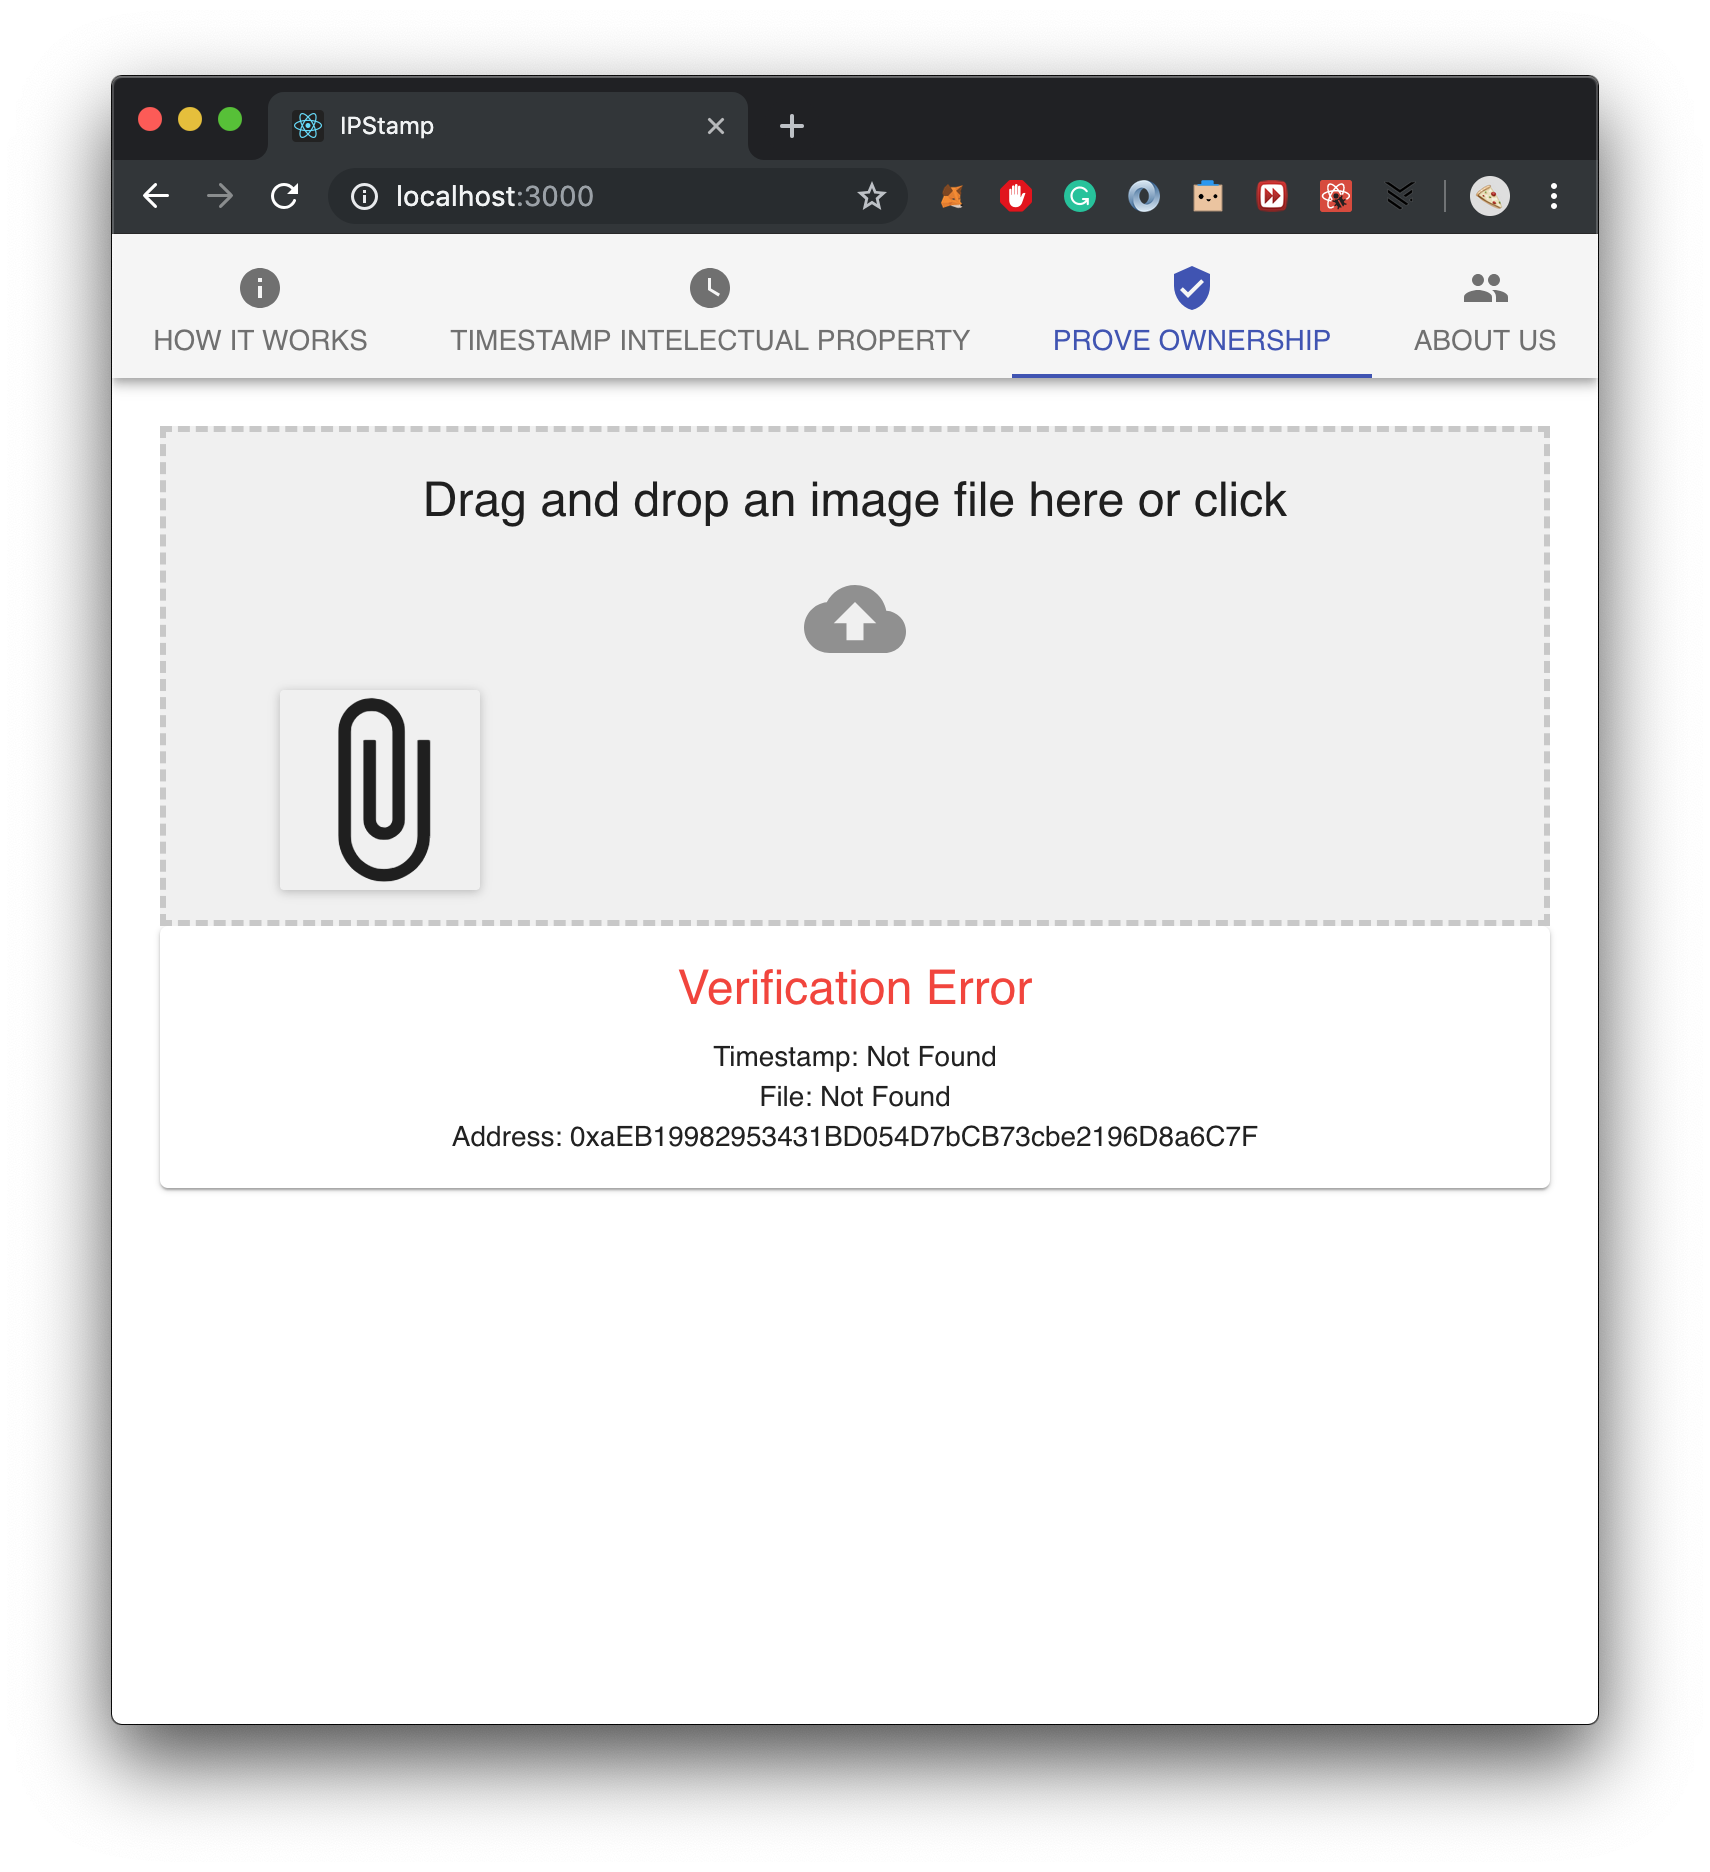 IPStamp
localhost:3000
HOW IT WORKS
TIMESTAMP INTELECTUAL PROPERTY
PROVE OWNERSHIP
ABOUT US
Drag and drop an image file here or click
Verification Error
Timestamp: Not Found
File: Not Found
Address: 0xaEB19982953431BD054D7bCB73cbe2196D8a6C7F